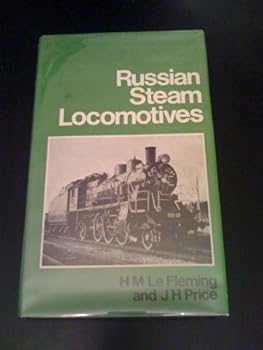 Russian
Steam
Locomotives
H M Le Fleming
and J H Price